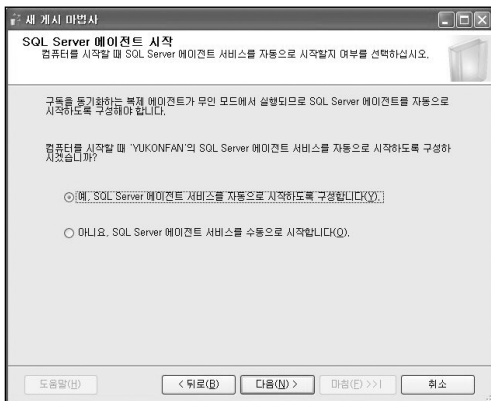 새 게시 마법사
SQL Server 에이전트 시작
컴퓨터를 시작할 때 SQL Server 에이전트 서비스를 자동으로 시작할지 여부를 선택하십시오.
구독을 동기화하는 복제 에이전트가 무인 모드에서 실행되므로 SQL Server 에이전트를 자동으로
시작하도록 구성해야 합니다.
컴퓨터를 시작할 때 'YUKONFAN'의 SQL Server 에이전트 서비스를 자동으로 시작하도록 구성하
시겠습니까?
예, SQL Server 에이전트 서비스를 자동으로 시작하도록 구성합니다(Y).
아니요, SQL Server 에이전트 서비스를 수동으로 시작합니다(O).
도움말(H)
< 뒤로(B)
다음(N) >
마침(F) >>|
취소